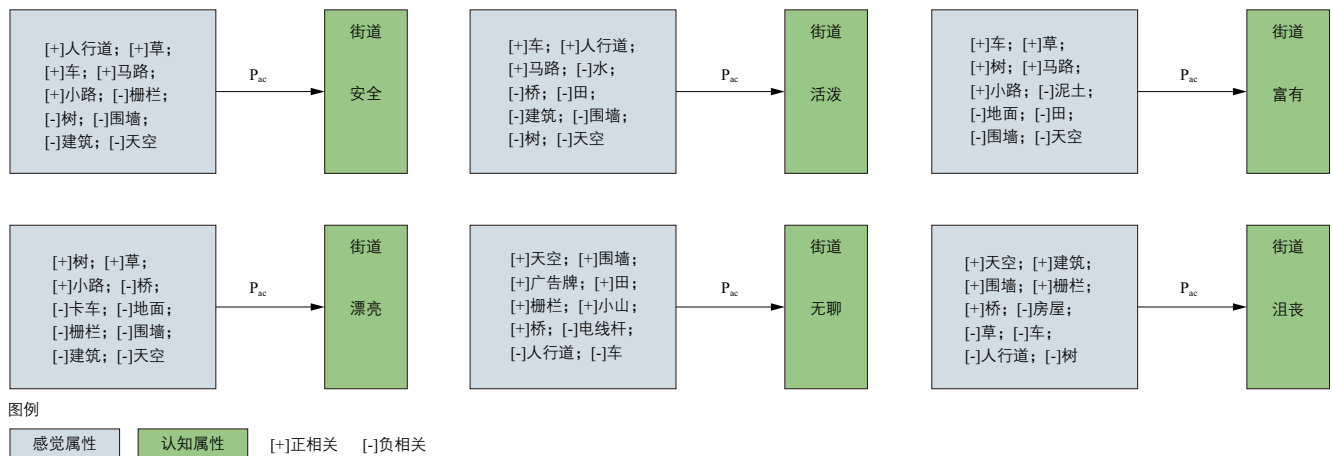 [+]人行道；[+]草；
[+]车；[+]马路；
[+]小路；[-]栅栏；
[-]树；[-]围墙；
[-]建筑；[-]天空
P_ac
街道
安全
[+]车；[+]人行道；
[+]马路；[-]水；
[-]桥；[-]田；
[-]建筑；[-]围墙；
[-]树；[-]天空
P_ac
街道
活泼
[+]车；[+]草；
[+]树；[+]马路；
[+]小路；[-]泥土；
[-]地面；[-]田；
[-]围墙；[-]天空
P_ac
街道
富有
[+]树；[+]草；
[+]小路；[-]桥；
[-]卡车；[-]地面；
[-]栅栏；[-]围墙；
[-]建筑；[-]天空
P_ac
街道
漂亮
[+]天空；[+]围墙；
[+]广告牌；[+]田；
[+]栅栏；[+]小山；
[+]桥；[-]电线杆；
[-]人行道；[-]车
P_ac
街道
无聊
[+]天空；[+]建筑；
[+]围墙；[+]栅栏；
[+]桥；[-]房屋；
[-]草；[-]车；
[-]人行道；[-]树
P_ac
街道
沮丧
图例
感觉属性 认知属性 [+]正相关 [-]负相关